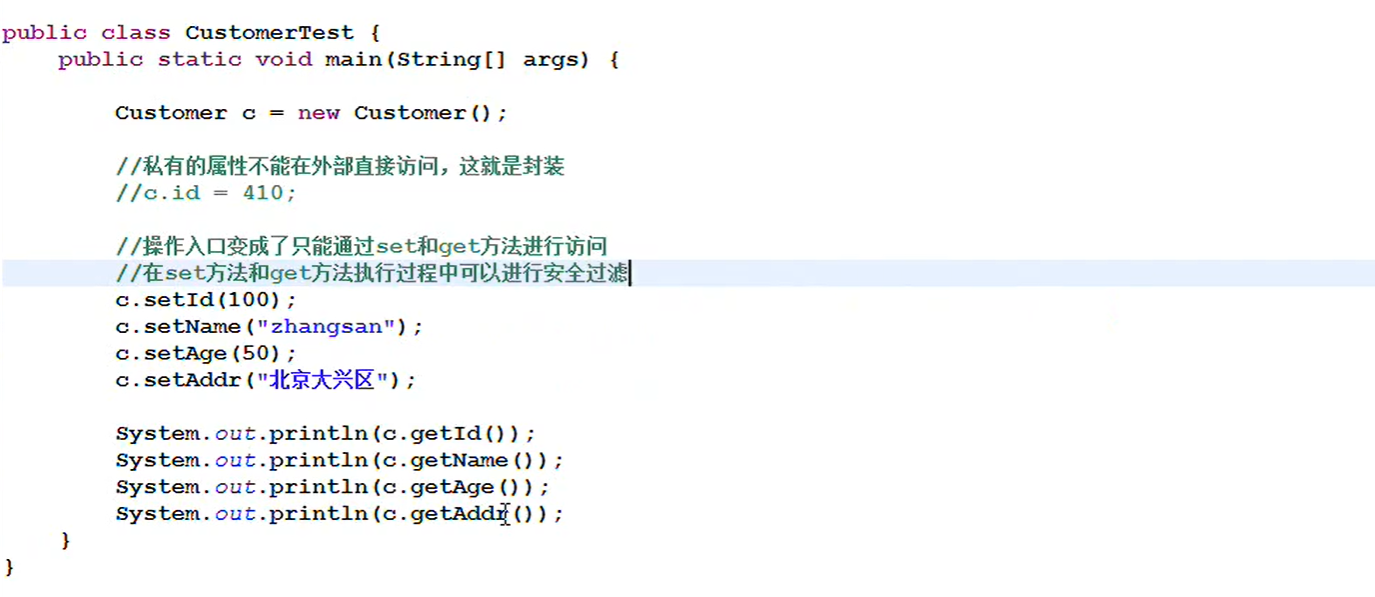 public class CustomerTest {
public static void main(String[] args) {
Customer c = new Customer();
//私有的属性不能在外部直接访问，这就是封装
//c.id = 410;
//操作入口变成了只能通过set和get方法进行访问
//在set方法和get方法执行过程中可以进行安全过滤
c.setId(100);
c.setName("zhangsan");
c.setAge(50);
c.setAddr("北京大兴区");
System.out.println(c.getId());
System.out.println(c.getName());
System.out.println(c.getAge());
System.out.println(c.getAddr());
}
}